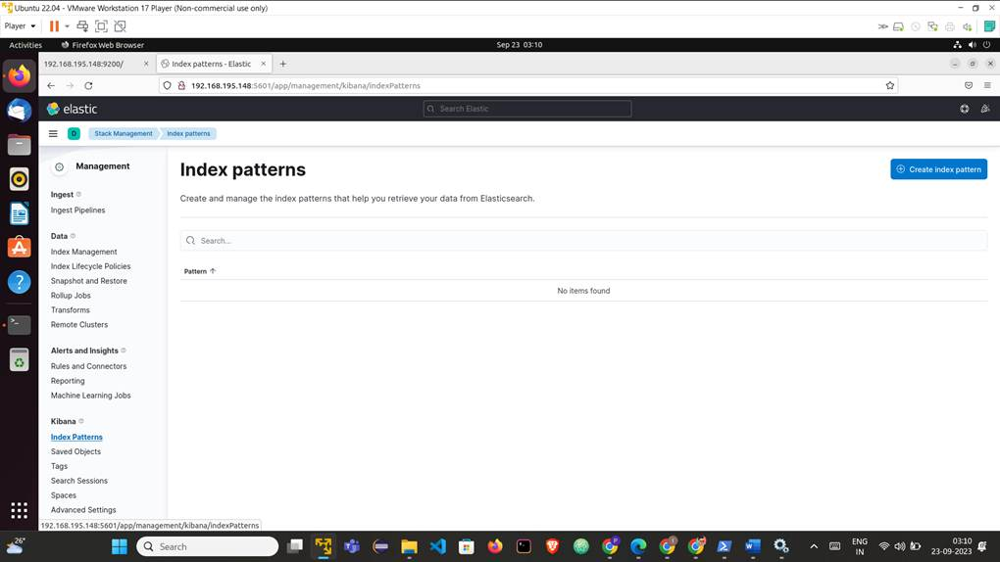 Ubuntu 22.04 - VMware Workstation 17 Player (Non-commercial use only)
Player
Activities Firefox Web Browser Sep 23 03:10
192.168.195.148:9200/ Index patterns - Elastic
192.168.195.148:5601/app/management/kibana/indexPatterns
elastic Search Elastic
D Stack Management Index patterns
Management
Ingest
Ingest Pipelines
Data
Index Management
Index Lifecycle Policies
Snapshot and Restore
Rollup Jobs
Transforms
Remote Clusters
Alerts and Insights
Rules and Connectors
Reporting
Machine Learning Jobs
Kibana
Index Patterns
Saved Objects
Tags
Search Sessions
Spaces
Advanced Settings
Index patterns
Create index pattern
Create and manage the index patterns that help you retrieve your data from Elasticsearch.
Search...
Pattern
No items found
192.168.195.148:5601/app/management/kibana/indexPatterns
26°
Search
ENG
IN
03:10
23-09-2023